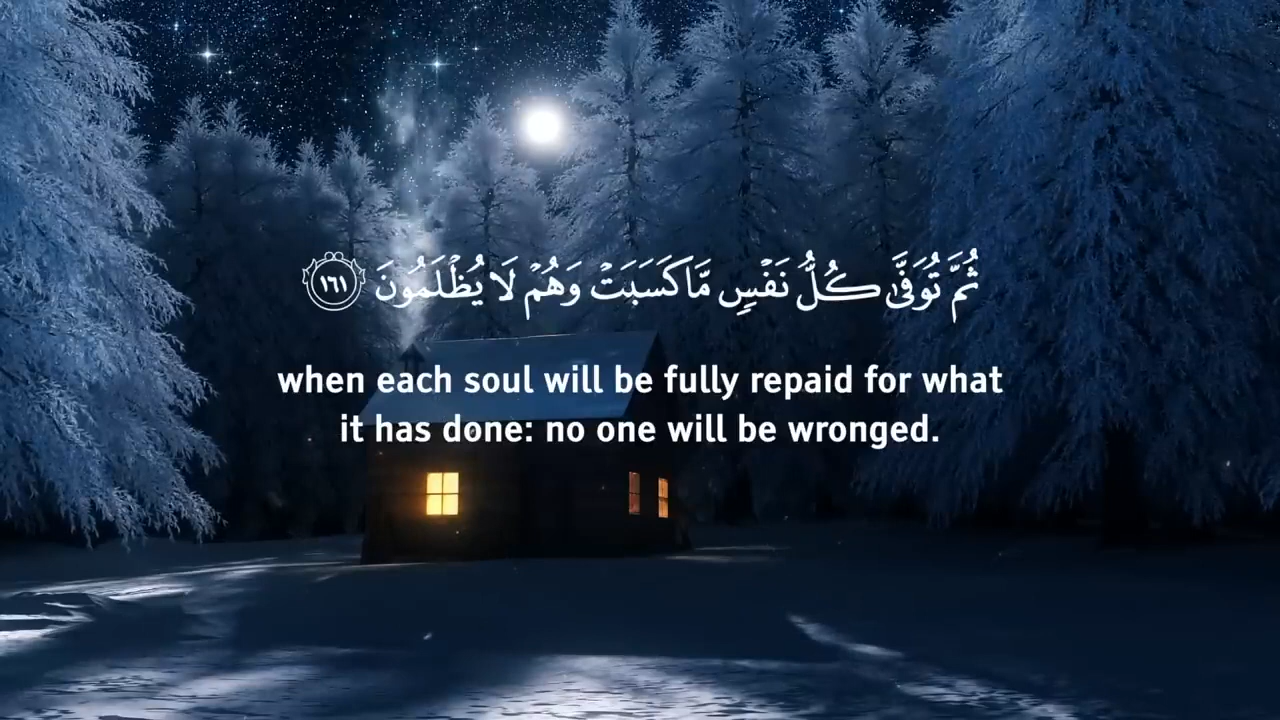 ثُمَّ تُوَفَّىٰ كُلُّ نَفْسٍ مَّا كَسَبَتْ وَهُمْ لَا يُظْلَمُونَ ١٦١
when each soul will be fully repaid for what
it has done: no one will be wronged.